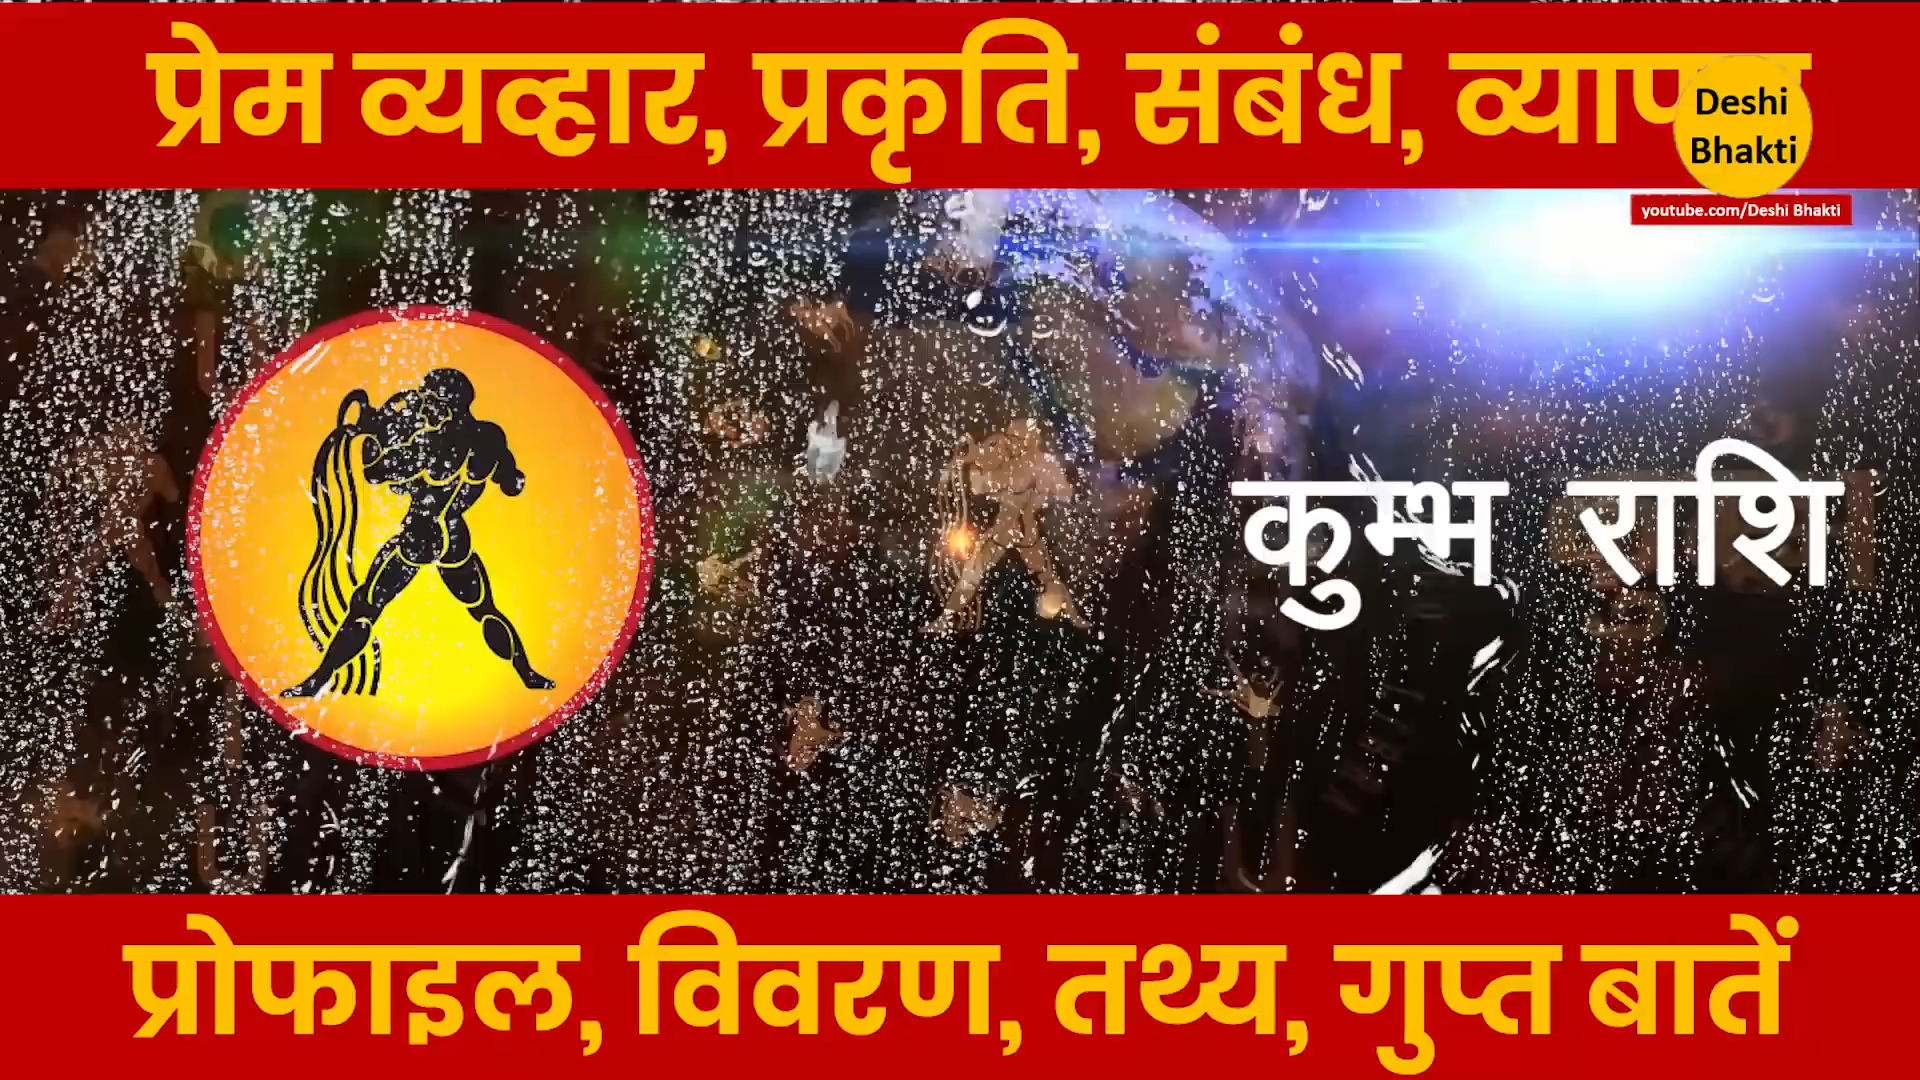 प्रेम व्यव्हार, प्रकृति, संबंध,
Deshi
Bhakti
youtube.com/Deshi Bhakti
कुम्भ राशि
प्रोफाइल, विवरण, तथ्य, गुप्त बातें